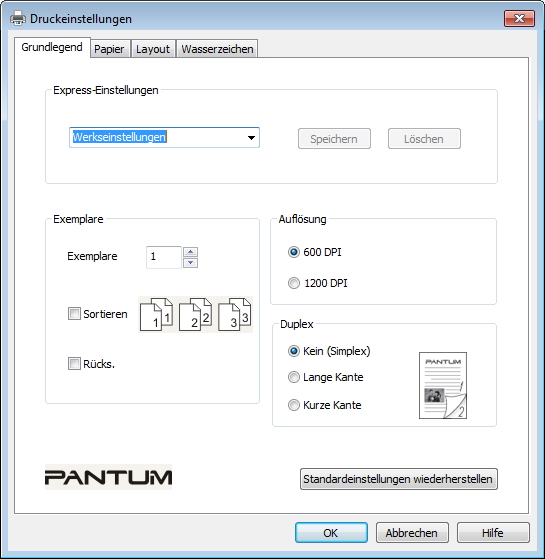 Druckeinstellungen
Grundlegend Papier Layout Wasserzeichen
Express-Einstellungen
Werkseinstellungen Speichern Löschen
Exemplare
Exemplare 1
Sortieren 1 1 2 2 3 3
Rücks.
Auflösung
600 DPI
1200 DPI
Duplex
Kein (Simplex)
Lange Kante
Kurze Kante
PANTUM
1
2
PANTUM
Standardeinstellungen wiederherstellen
OK Abbrechen Hilfe